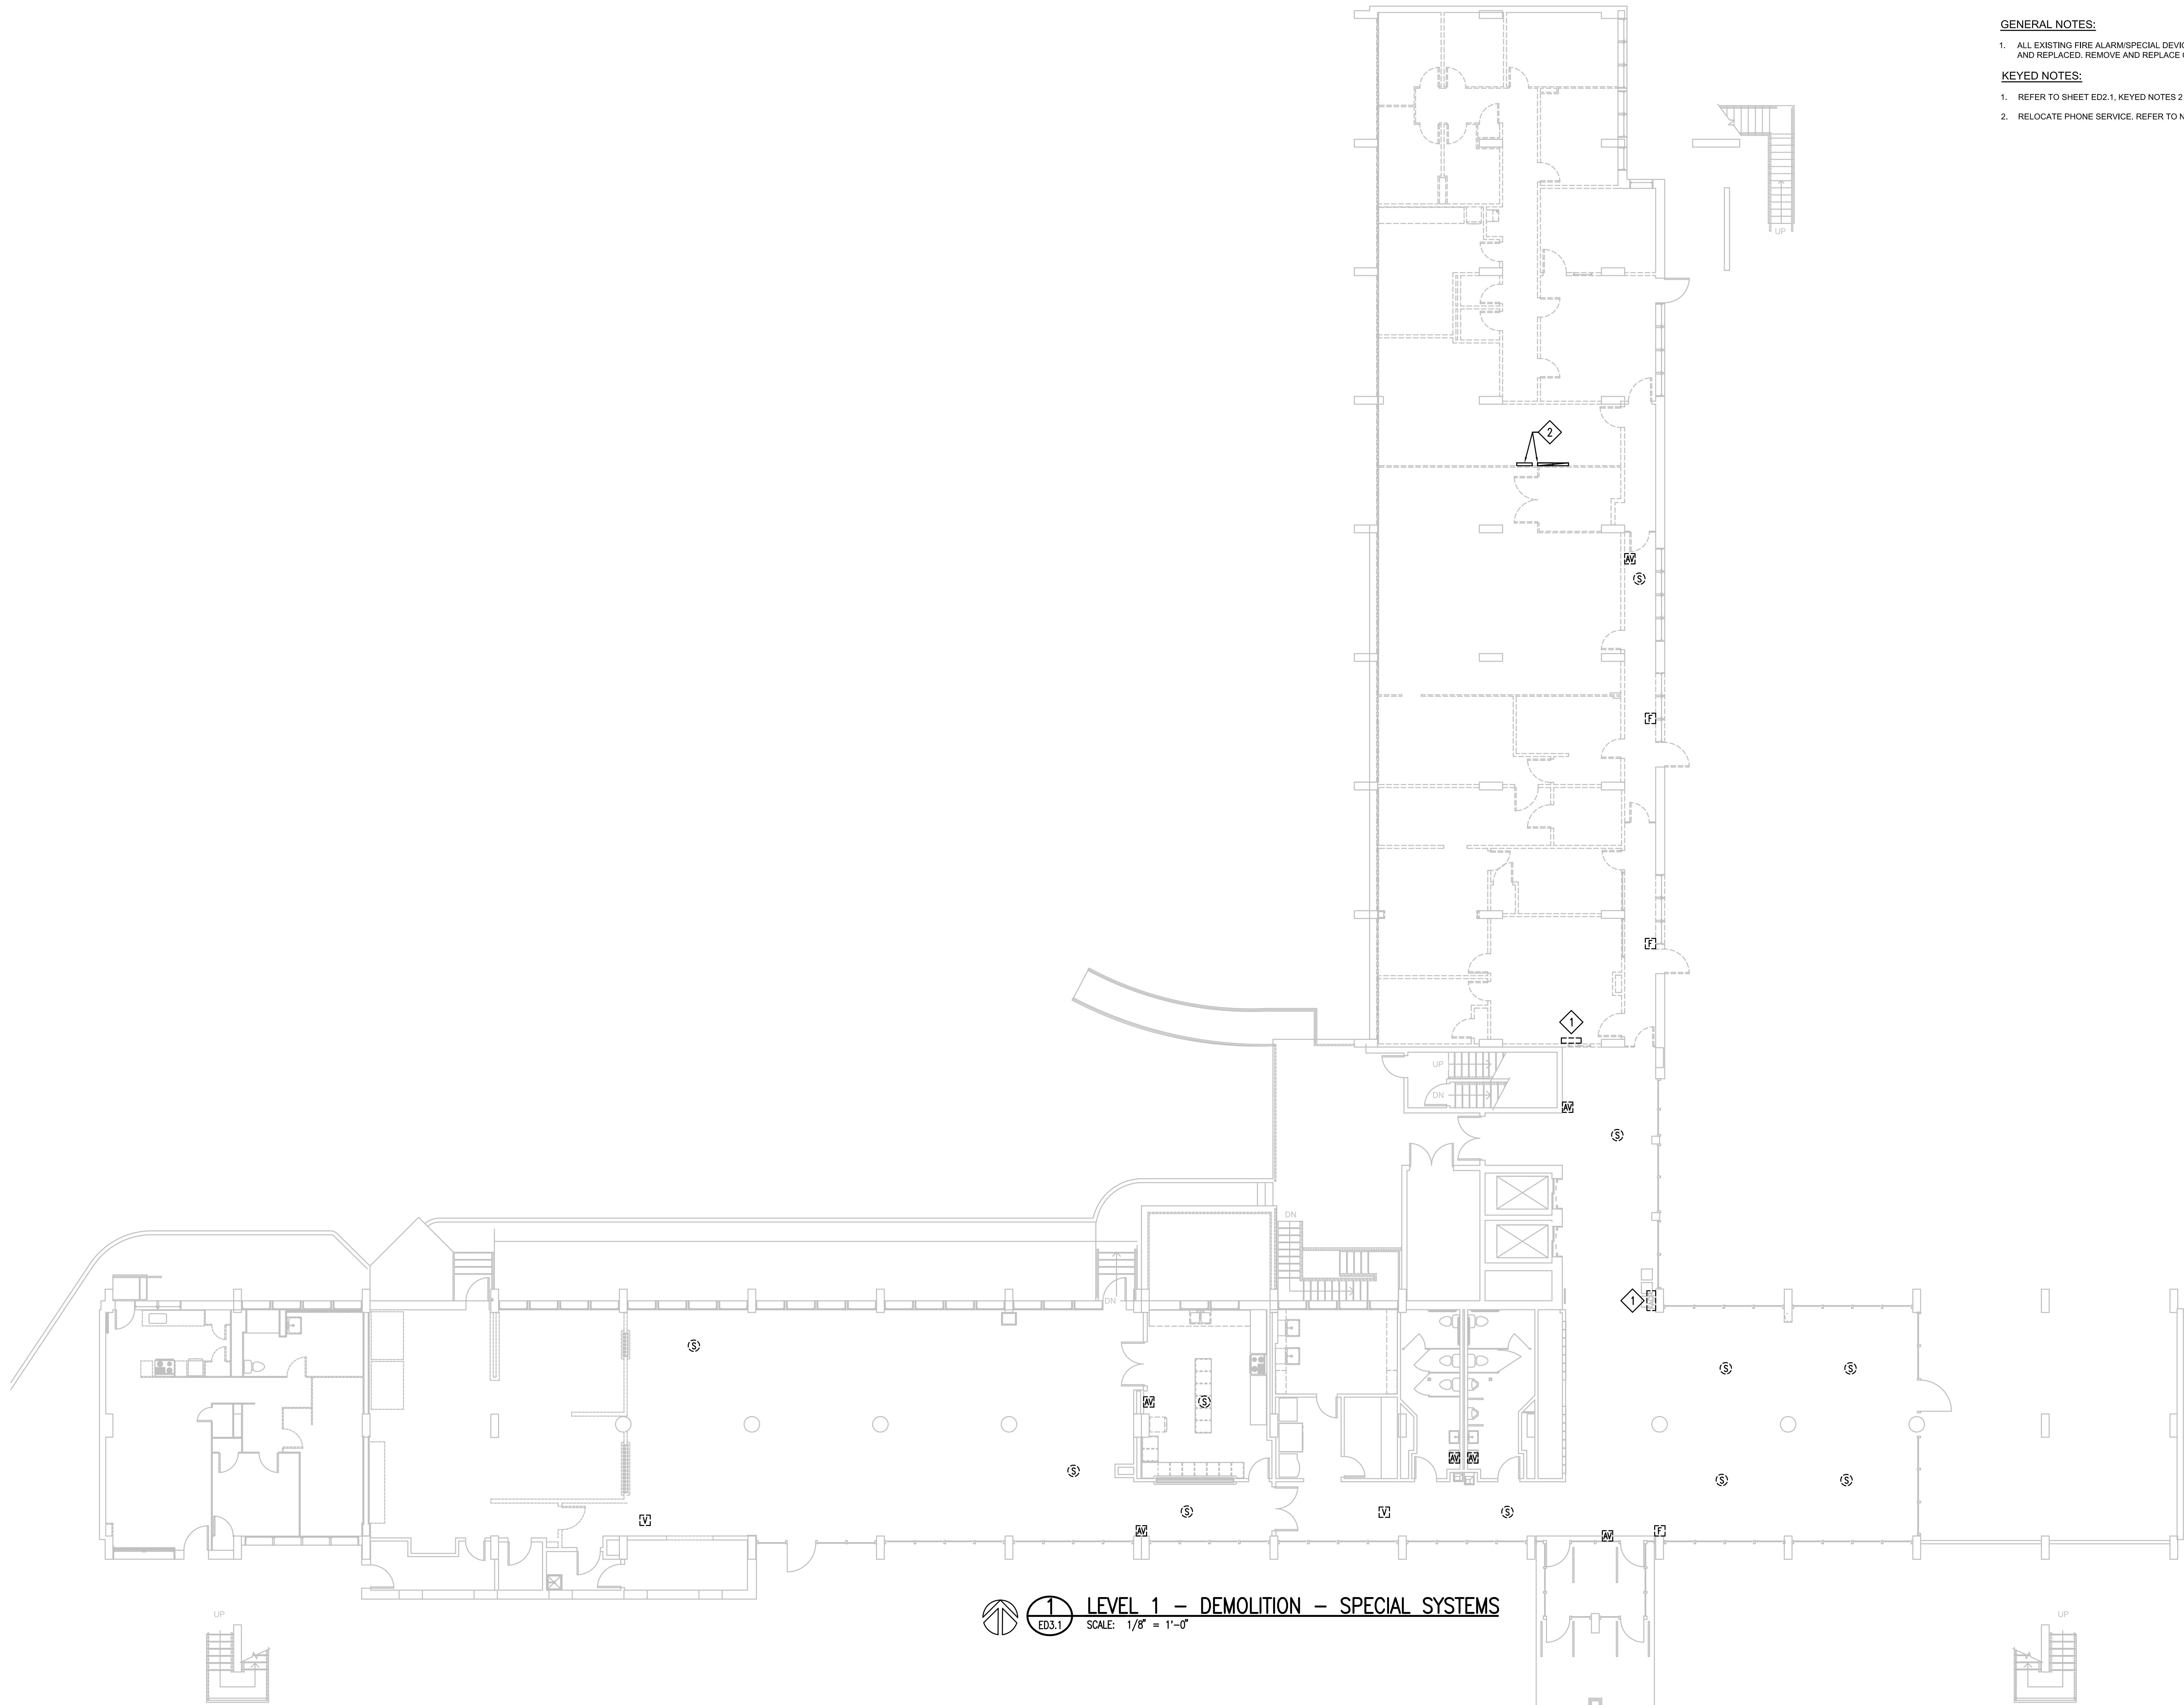 GENERAL NOTES:
1. ALL EXISTING FIRE ALARM/SPECIAL
AND REPLACED. REMOVE AND REPLACE
KEYED NOTES:
1. REFER TO SHEET ED2.1, KEYED NOTES 2
2. RELOCATE PHONE SERVICE. REFER TO
UP
2
AV
S
F
F
1
UP
DN
AV
S
DN
DN
1
S
S
S
AV
S
AV
AV
S
S
S
V
S
V
S
AV
AV
F
1
ED3.1
LEVEL 1 – DEMOLITION – SPECIAL SYSTEMS
SCALE: 1/8" = 1'-0"
UP
UP